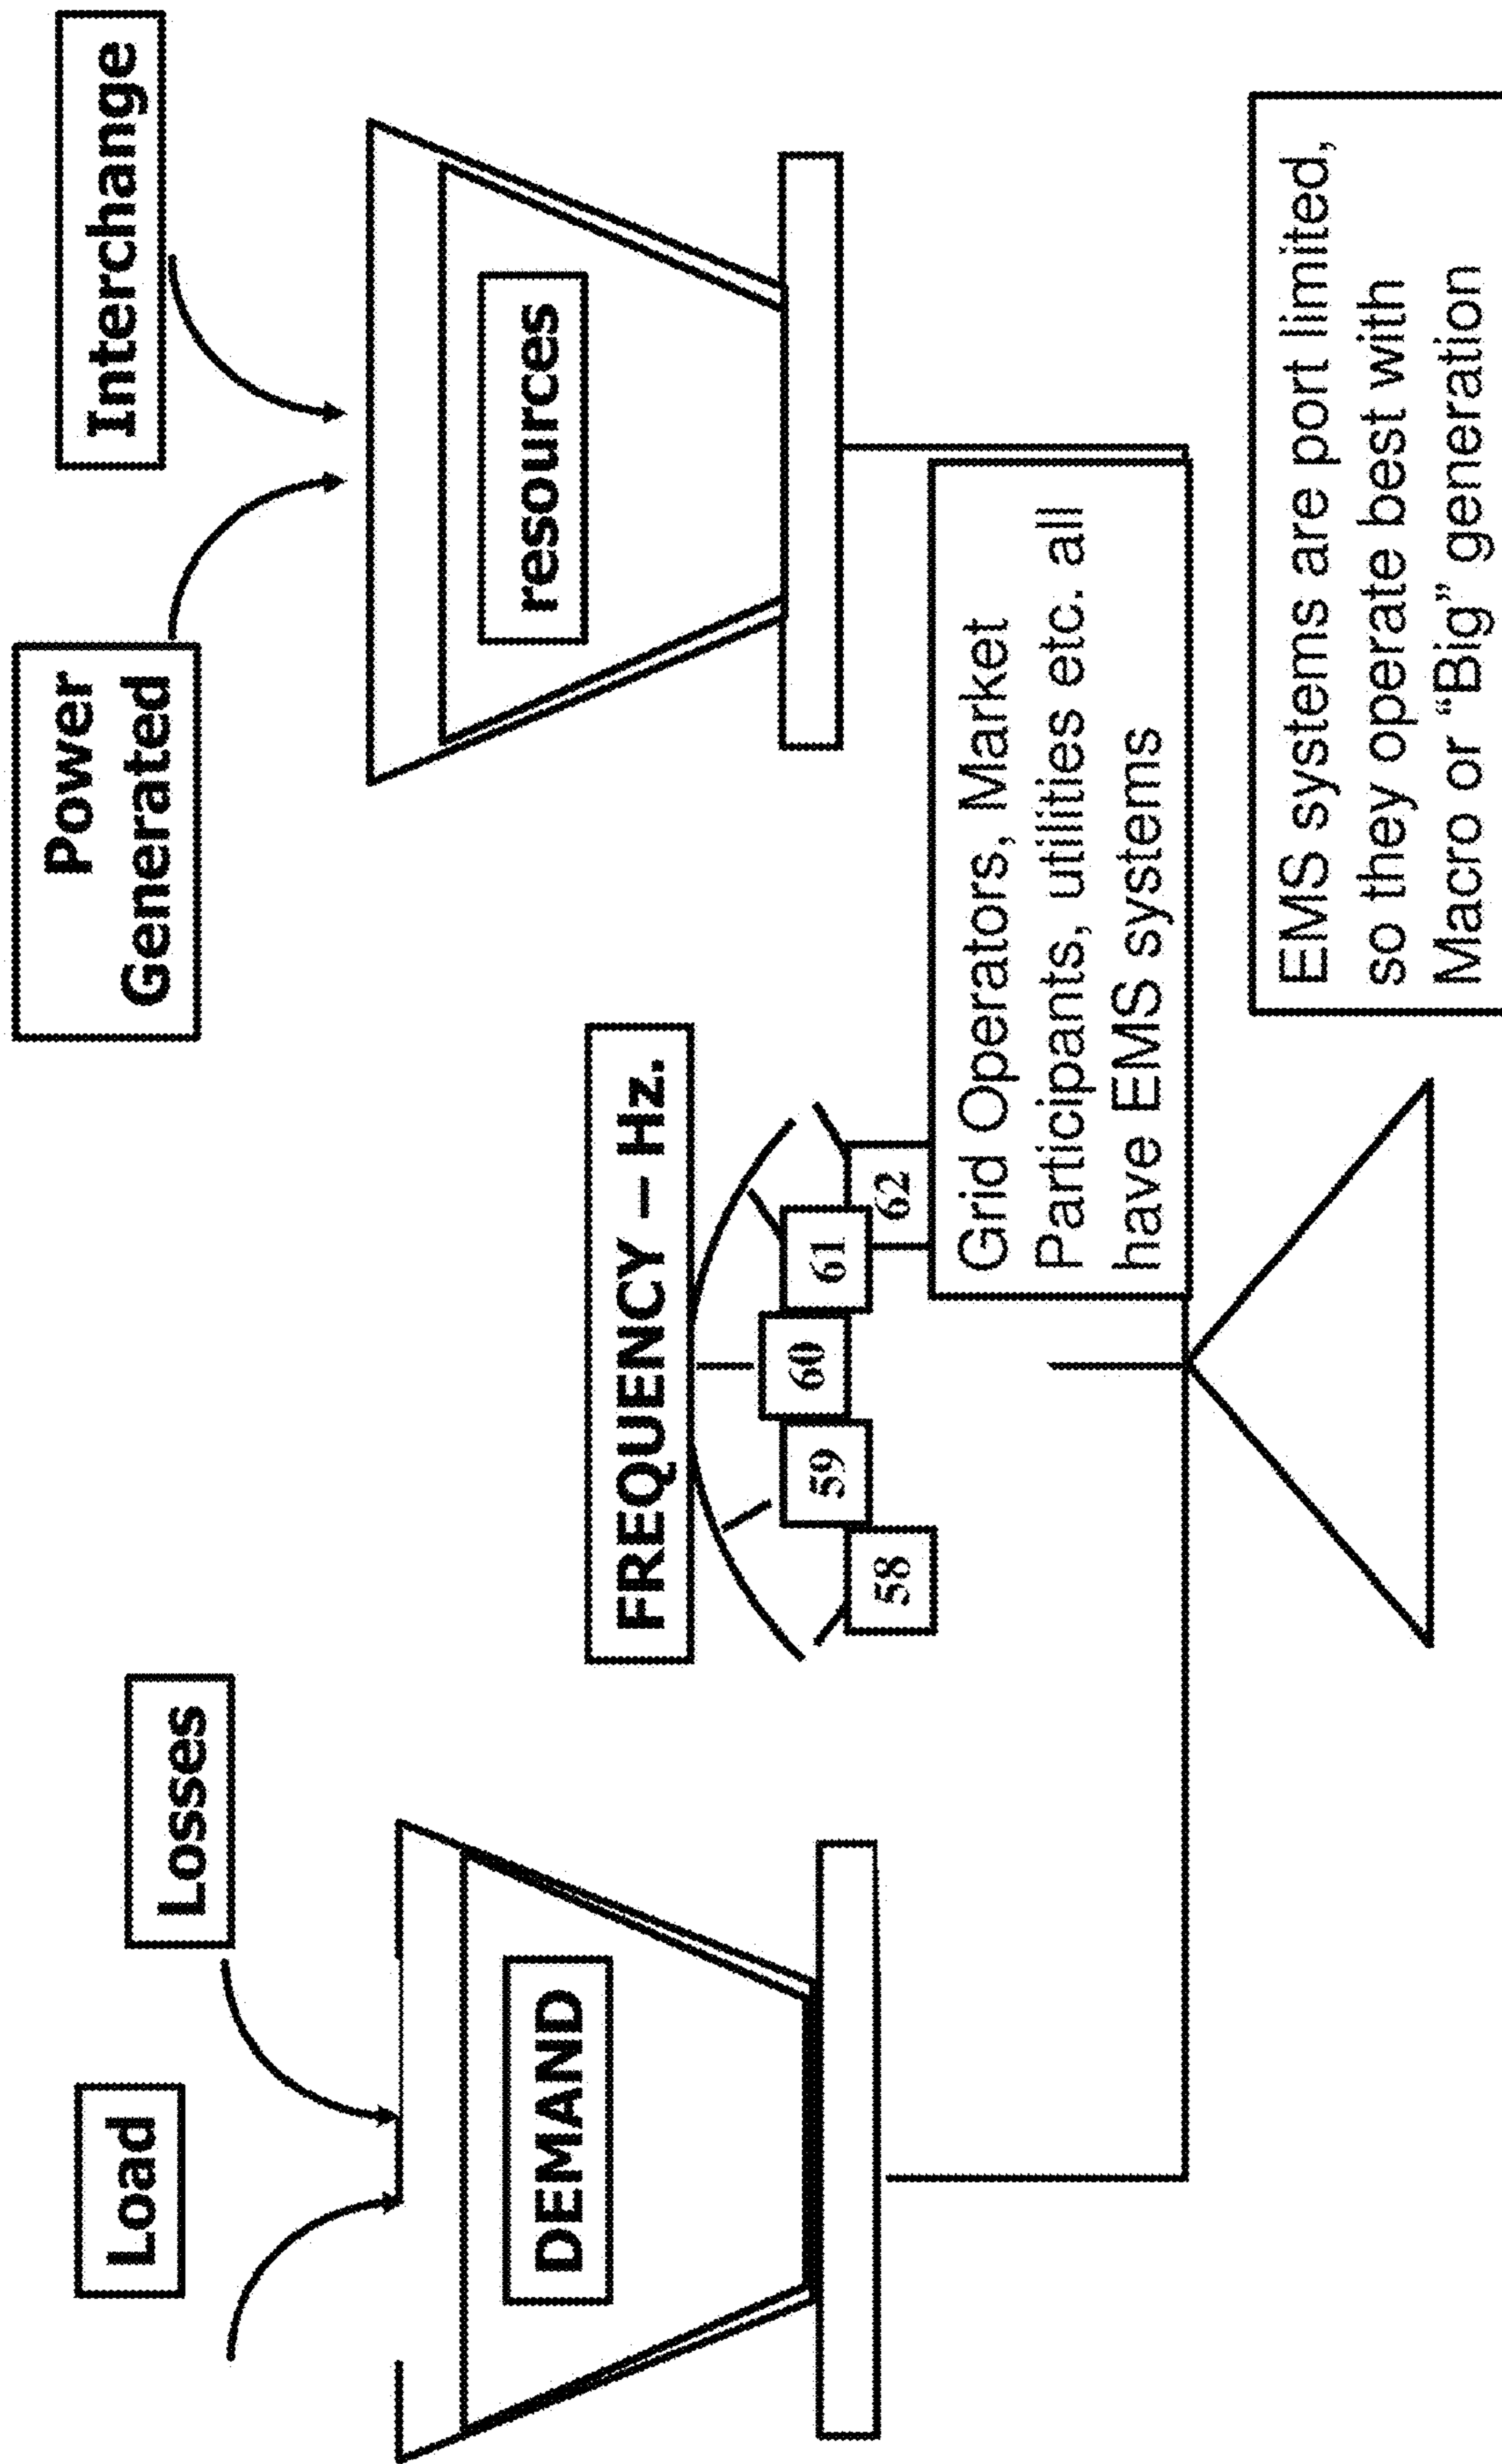 Load
Losses
Power
Generated
Interchange
DEMAND
FREQUENCY – Hz.
resources
58
59
60
61
62
Grid Operators, Market
Participants, utilities etc. all
have EMS systems
EMS systems are port limited,
so they operate best with
Macro or “Big” generation